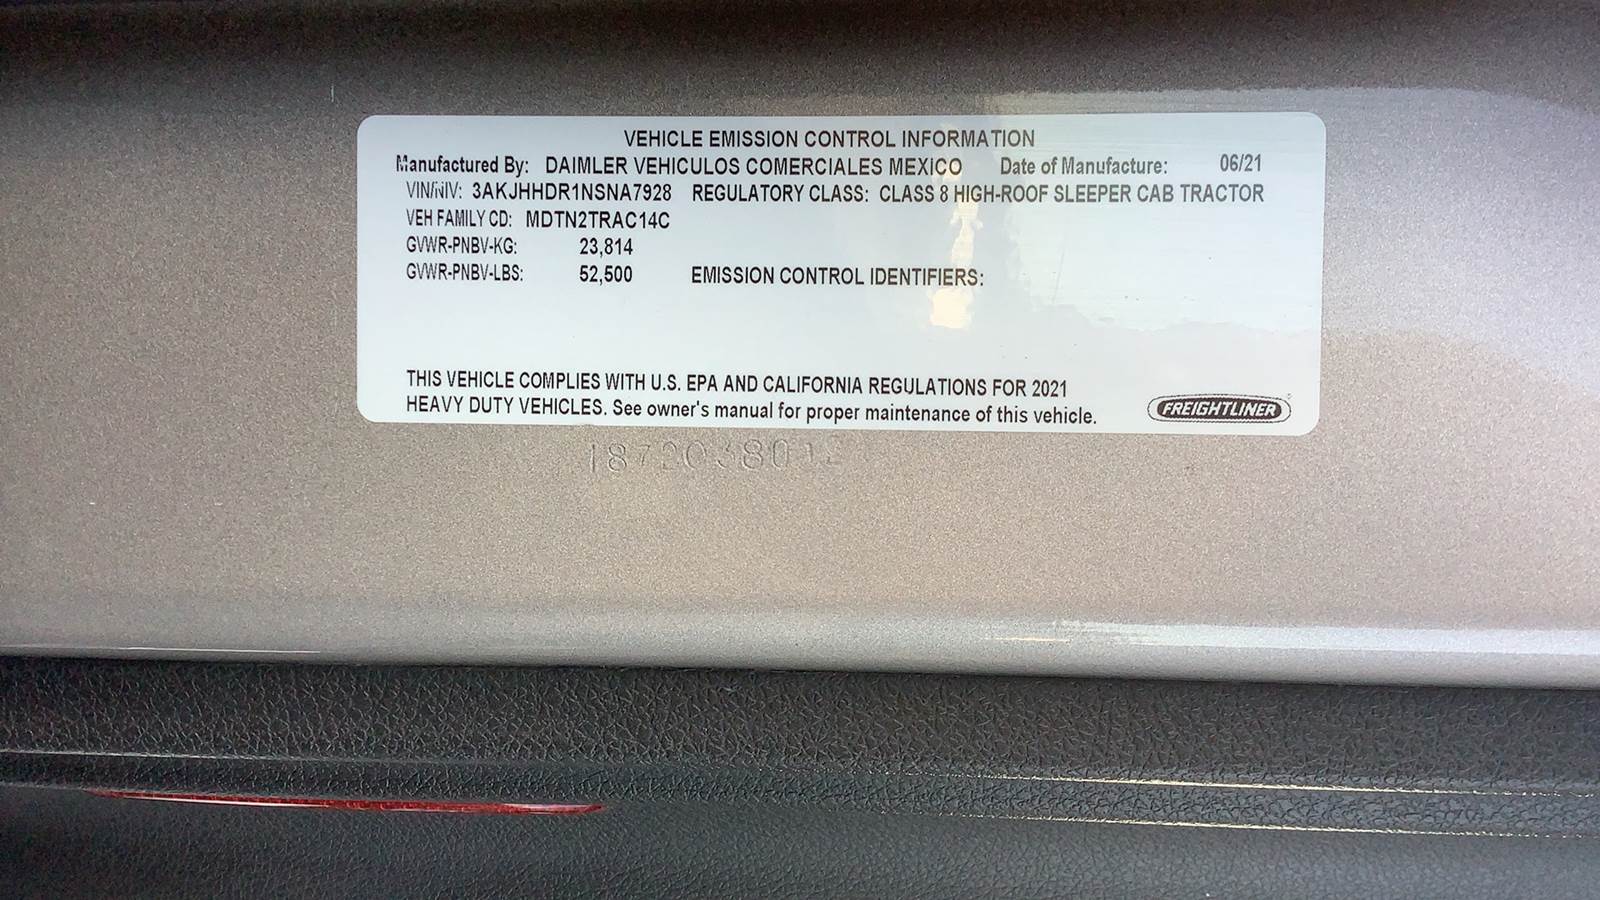 VEHICLE EMISSION CONTROL INFORMATION
Manufactured By: DAIMLER VEHICULOS COMERCIALES MEXICO Date of Manufacture: 06/21
VIN/NIV: 3AKJHHDR1NSNA7928 REGULATORY CLASS: CLASS 8 HIGH-ROOF SLEEPER CAB TRACTOR
VEH FAMILY CD: MDTN2TRAC14C
GVWR-PNBV-KG: 23,814
GVWR-PNBV-LBS: 52,500 EMISSION CONTROL IDENTIFIERS:
THIS VEHICLE COMPLIES WITH U.S. EPA AND CALIFORNIA REGULATIONS FOR 2021
HEAVY DUTY VEHICLES. See owner's manual for proper maintenance of this vehicle.
FREIGHTLINER